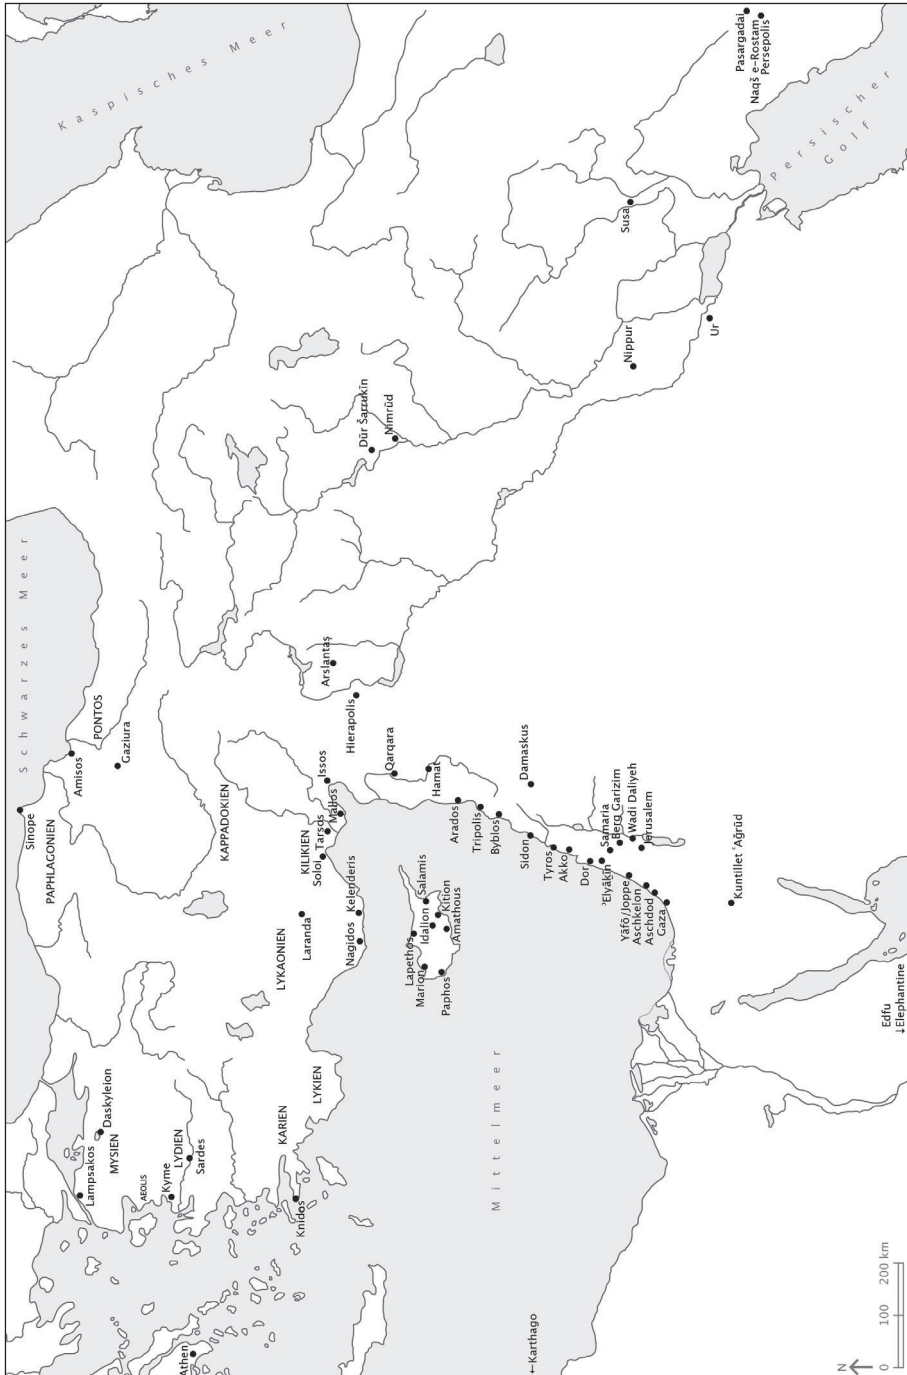 Schwarzes Meer
Kaspisches Meer
Sinope
PAPHLAGONIEN
Amisos
PONTOS
Gaziura
Lampsakos
Daskyleion
MYSIEN
AEOLIS
Kyme
LYDIEN
Sardes
Athen
KAPPADOKIEN
LYKAONIEN
Laranda
KARIEN
LYKIEN
Knidos
KILIKIEN
Soloi
Tarsos
Mallos
Issos
Nagidos
Kelenderis
Arslantaş
Hierapolis
Dūr Šarrukīn
Nimrūd
Qarqara
Hamat
Lapethos
Marion
Paphos
Salamis
Idalion
Kition
Amathous
Arados
Tripolis
Byblos
Sidon
Damaskus
Mittelmeer
←Karthago
Tyros
Akko
Dor
ʾElyākīn
Samaria
Berg Garizim
Wadi Daliyeh
Jerusalem
Yāfō/Joppe
Aschkelon
Aschdod
Gaza
Kuntillet ʿAǧrūd
Nippur
Ur
Susa
Pasargadai
Naqš e-Rostam
Persepolis
Persischer
Golf
Edfu
↓Elephantine
N
0 100 200 km